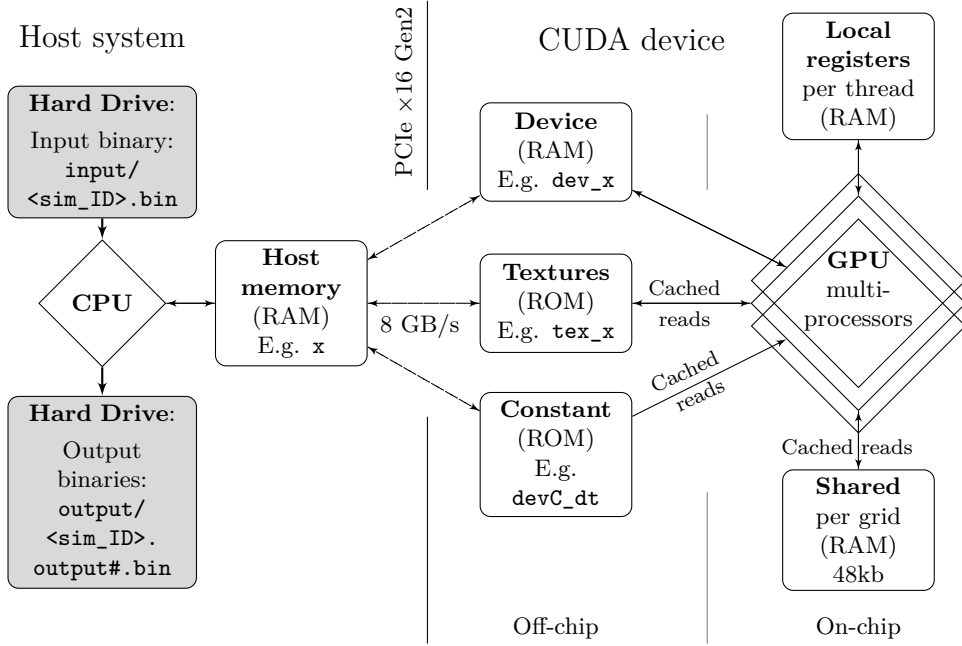 Host system
Hard Drive:
Input binary:
input/
<sim_ID>.bin
CPU
Hard Drive:
Output
binaries:
output/
<sim_ID>.
output#.bin
Host
memory
(RAM)
E.g. x
8 GB/s
PCIe ×16 Gen2
CUDA device
Device
(RAM)
E.g. dev_x
Textures
(ROM)
E.g. tex_x
Constant
(ROM)
E.g.
devC_dt
Cached
reads
Cached
reads
Local
registers
per thread
(RAM)
GPU
multi-
processors
Cached reads
Shared
per grid
(RAM)
48kb
Off-chip
On-chip